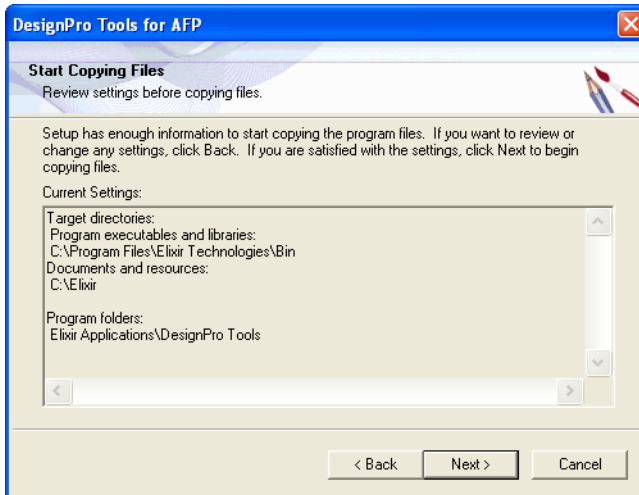 DesignPro Tools for AFP
Start Copying Files
Review settings before copying files.
Setup has enough information to start copying the program files. If you want to review or
change any settings, click Back. If you are satisfied with the settings, click Next to begin
copying files.
Current Settings:
Target directories:
Program executables and libraries:
C:\Program Files\Elixir Technologies\Bin
Documents and resources:
C:\Elixir
Program folders:
Elixir Applications\DesignPro Tools
< Back
Next >
Cancel